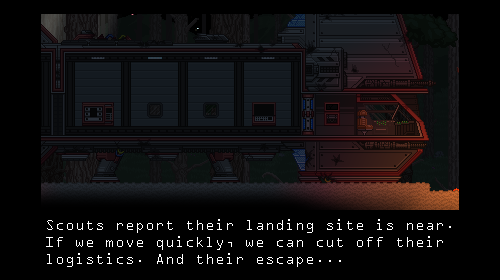 Scouts report their landing site is near.
If we move quickly, we can cut off their
logistics. And their escape...